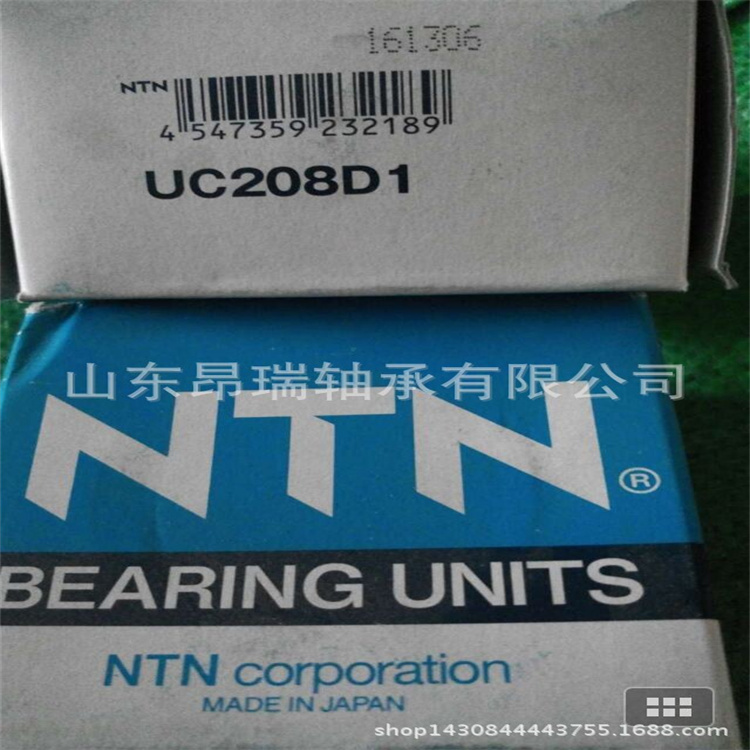 161306
NTN
4 547359 232189
UC208D1
山东昂瑞轴承有限公司
NTN®
BEARING UNITS
NTN corporation
MADE IN JAPAN
shop1430844443755.1688.com